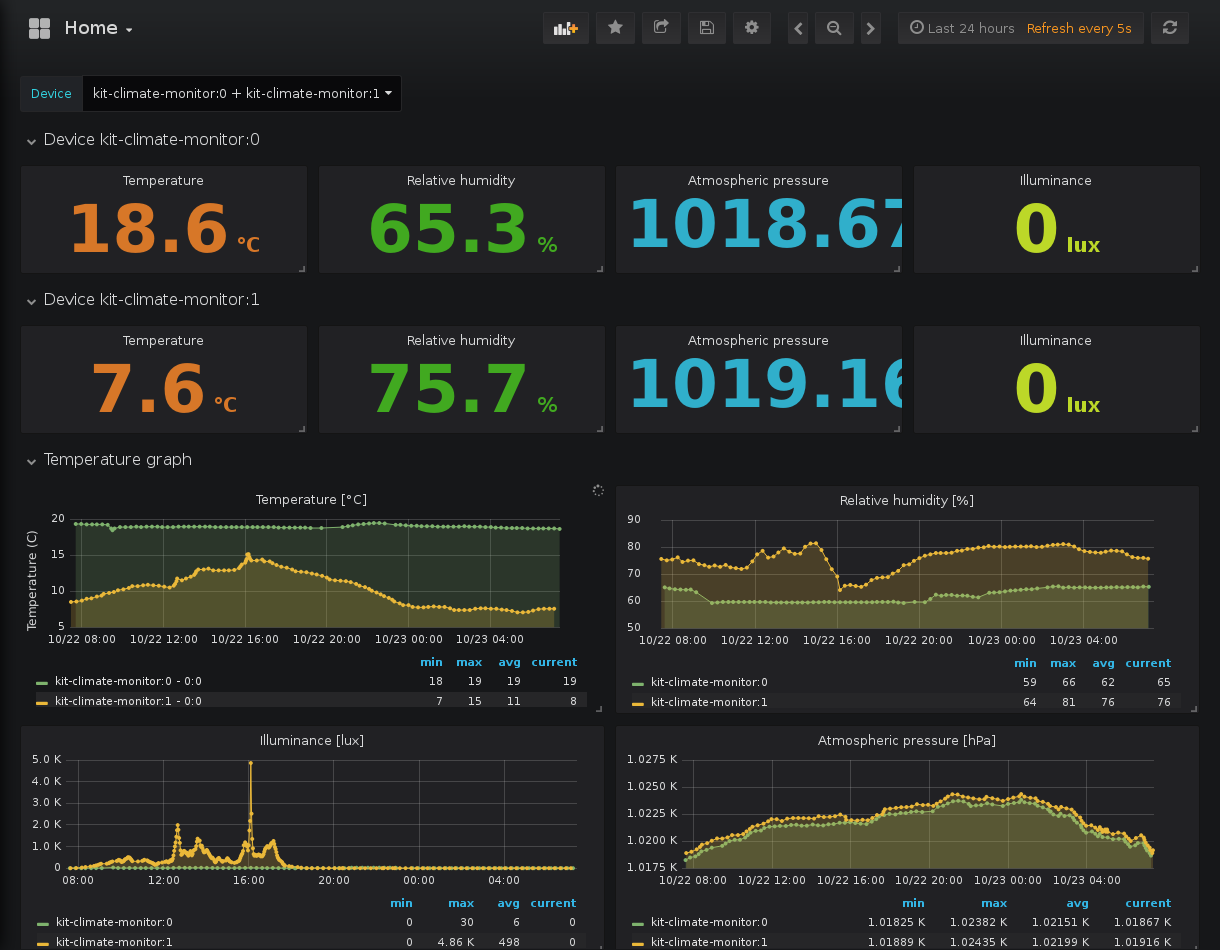 Home
Last 24 hours Refresh every 5s
Device kit-climate-monitor:0 + kit-climate-monitor:1
Device kit-climate-monitor:0
Temperature Relative humidity Atmospheric pressure Illuminance
18.6 °C 65.3 % 1018.67 0 lux
Device kit-climate-monitor:1
Temperature Relative humidity Atmospheric pressure Illuminance
7.6 °C 75.7 % 1019.16 0 lux
Temperature graph
Temperature [°C]
Temperature (C)
20
15
10
5
10/22 08:00 10/22 12:00 10/22 16:00 10/22 20:00 10/23 00:00 10/23 04:00
min max avg current
kit-climate-monitor:0 - 0:0 18 19 19 19
kit-climate-monitor:1 - 0:0 7 15 11 8
Relative humidity [%]
90
80
70
60
50
10/22 08:00 10/22 12:00 10/22 16:00 10/22 20:00 10/23 00:00 10/23 04:00
min max avg current
kit-climate-monitor:0 59 66 62 65
kit-climate-monitor:1 64 81 76 76
Illuminance [lux]
5.0 K
4.0 K
3.0 K
2.0 K
1.0 K
0
08:00 12:00 16:00 20:00 00:00 04:00
min max avg current
kit-climate-monitor:0 0 30 6 0
kit-climate-monitor:1 0 4.86 K 498 0
Atmospheric pressure [hPa]
1.0275 K
1.0250 K
1.0225 K
1.0200 K
1.0175 K
10/22 08:00 10/22 12:00 10/22 16:00 10/22 20:00 10/23 00:00 10/23 04:00
min max avg current
kit-climate-monitor:0 1.01825 K 1.02382 K 1.02151 K 1.01867 K
kit-climate-monitor:1 1.01889 K 1.02435 K 1.02199 K 1.01916 K